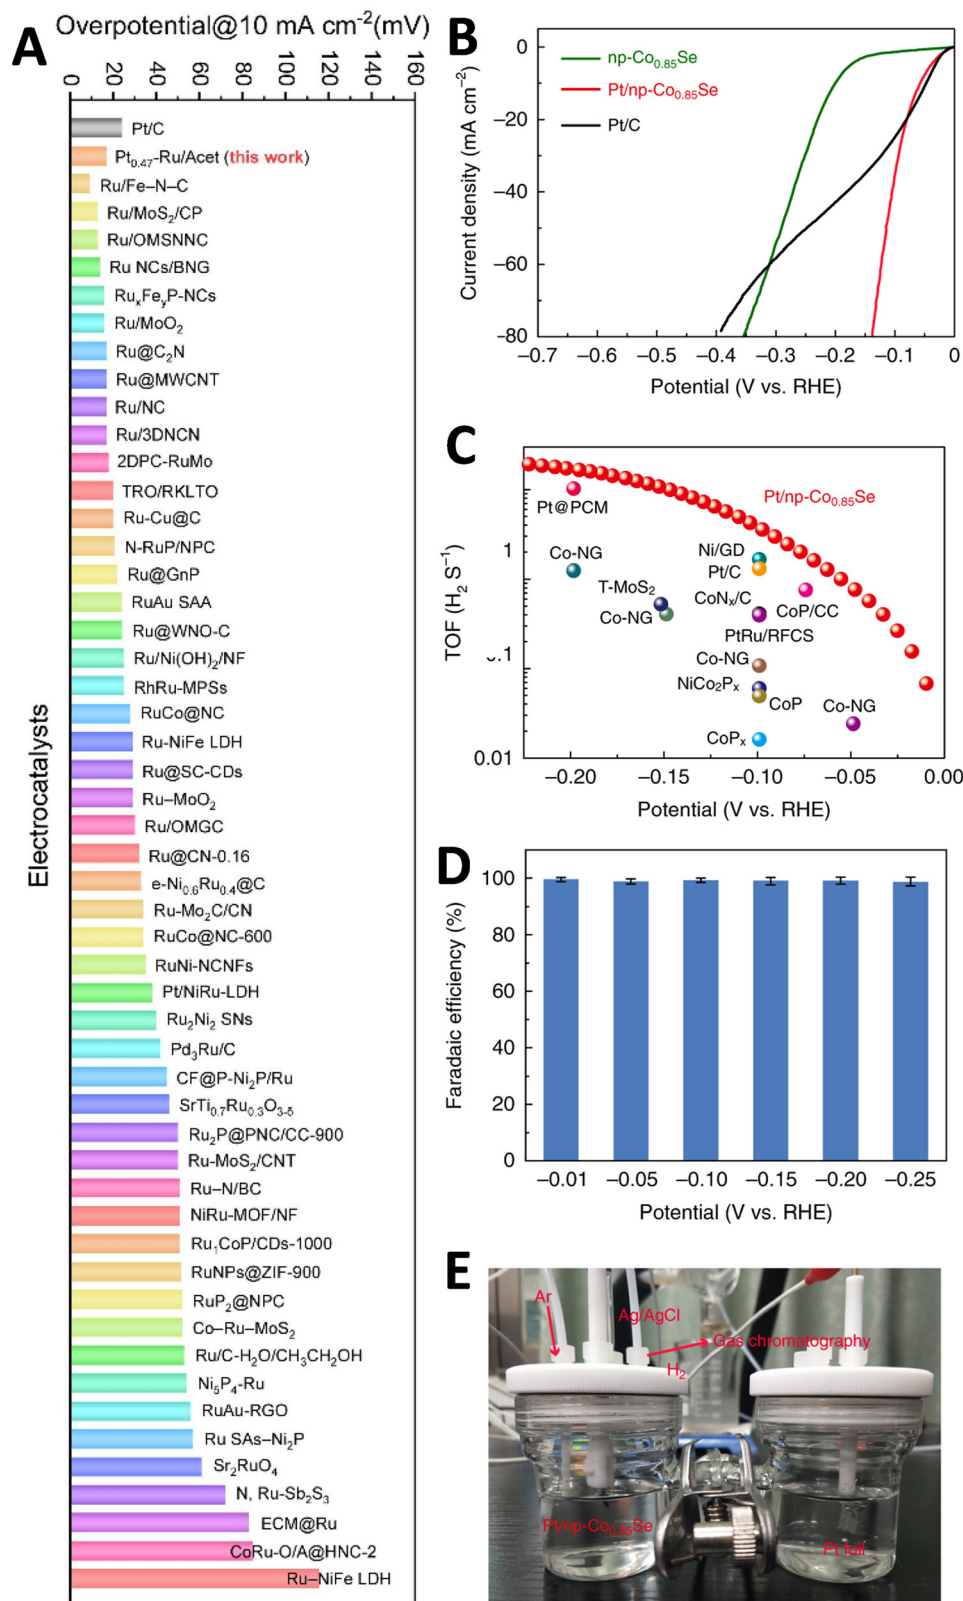 A
Overpotential@10 mA cm⁻²(mV)
0 20 40 60 80 100 120 140 160
Electrocatalysts
Pt/C
Pt₀.₄₇-Ru/Acet (this work)
Ru/Fe–N–C
Ru/MoS₂/CP
Ru/OMSNNC
Ru NCs/BNG
RuₓFeᵧP-NCs
Ru/MoO₂
Ru@C₂N
Ru@MWCNT
Ru/NC
Ru/3DNCN
2DPC-RuMo
TRO/RKLTO
Ru-Cu@C
N-RuP/NPC
Ru@GnP
RuAu SAA
Ru@WNO-C
Ru/Ni(OH)₂/NF
RhRu-MPSs
RuCo@NC
Ru-NiFe LDH
Ru@SC-CDs
Ru–MoO₂
Ru/OMGC
Ru@CN-0.16
e-Ni₀.₆Ru₀.₄@C
Ru-Mo₂C/CN
RuCo@NC-600
RuNi-NCNFs
Pt/NiRu-LDH
Ru₂Ni₂ SNs
Pd₃Ru/C
CF@P-Ni₂P/Ru
SrTi₀.₇Ru₀.₃O₃₋δ
Ru₂P@PNC/CC-900
Ru-MoS₂/CNT
Ru–N/BC
NiRu-MOF/NF
Ru₁CoP/CDs-1000
RuNPs@ZIF-900
RuP₂@NPC
Co–Ru–MoS₂
Ru/C-H₂O/CH₃CH₂OH
Ni₅P₄-Ru
RuAu-RGO
Ru SAs–Ni₂P
Sr₂RuO₄
N, Ru-Sb₂S₃
ECM@Ru
CoRu-O/A@HNC-2
Ru–NiFe LDH
B
np-Co₀.₈₅Se
Pt/np-Co₀.₈₅Se
Pt/C
Current density (mA cm⁻²)
0
−20
−40
−60
−80
−0.7 −0.6 −0.5 −0.4 −0.3 −0.2 −0.1 0
Potential (V vs. RHE)
C
TOF (H₂ S⁻¹)
1
0.01
Pt/np-Co₀.₈₅Se
Pt@PCM
Co-NG
T-MoS₂
Co-NG
Ni/GD
Pt/C
CoNₓ/C
CoP/CC
PtRu/RFCS
Co-NG
NiCo₂Pₓ
CoP
Co-NG
CoPₓ
−0.20 −0.15 −0.10 −0.05 0.00
Potential (V vs. RHE)
D
Faradaic efficiency (%)
100
80
60
40
20
0
−0.01 −0.05 −0.10 −0.15 −0.20 −0.25
Potential (V vs. RHE)
E
Ar
Ag/AgCl
Gas chromatography
H₂
Pt/np-Co₀.₈₅Se
Pt foil